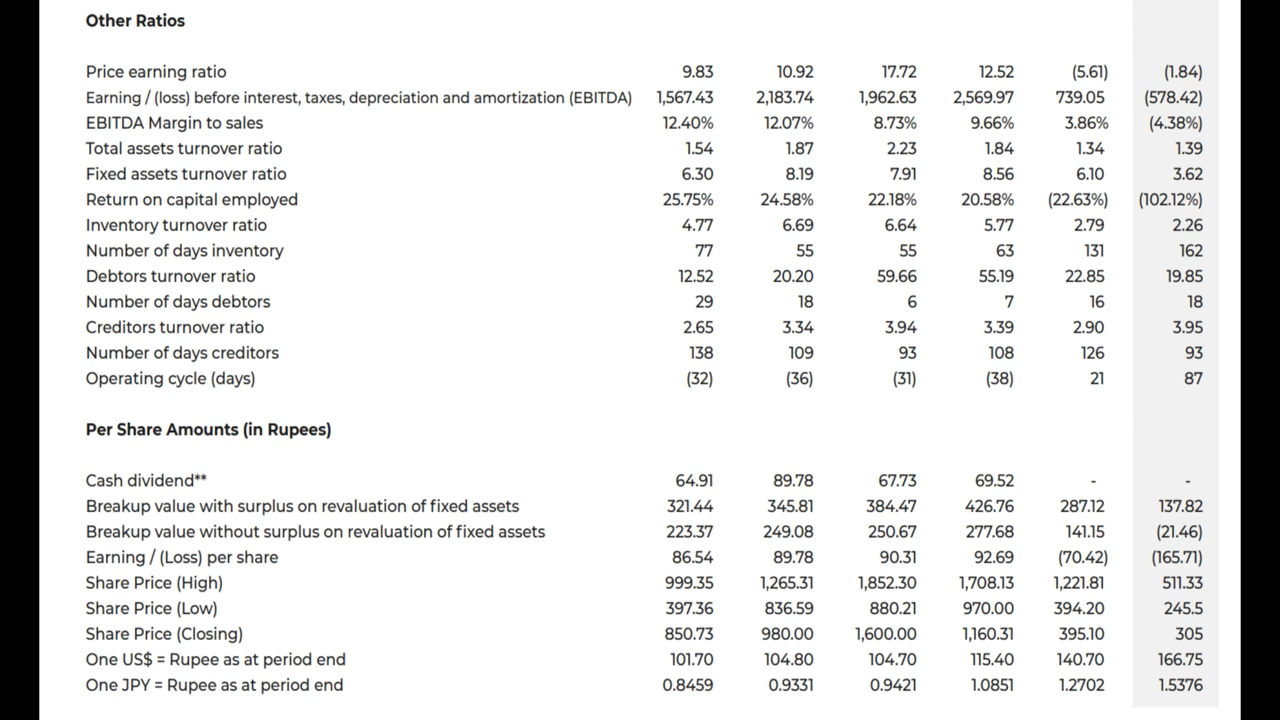 Other Ratios
Price earning ratio 9.83 10.92 17.72 12.52 (5.61) (1.84)
Earning / (loss) before interest, taxes, depreciation and amortization (EBITDA) 1,567.43 2,183.74 1,962.63 2,569.97 739.05 (578.42)
EBITDA Margin to sales 12.40% 12.07% 8.73% 9.66% 3.86% (4.38%)
Total assets turnover ratio 1.54 1.87 2.23 1.84 1.34 1.39
Fixed assets turnover ratio 6.30 8.19 7.91 8.56 6.10 3.62
Return on capital employed 25.75% 24.58% 22.18% 20.58% (22.63%) (102.12%)
Inventory turnover ratio 4.77 6.69 6.64 5.77 2.79 2.26
Number of days inventory 77 55 55 63 131 162
Debtors turnover ratio 12.52 20.20 59.66 55.19 22.85 19.85
Number of days debtors 29 18 6 7 16 18
Creditors turnover ratio 2.65 3.34 3.94 3.39 2.90 3.95
Number of days creditors 138 109 93 108 126 93
Operating cycle (days) (32) (36) (31) (38) 21 87
Per Share Amounts (in Rupees)
Cash dividend** 64.91 89.78 67.73 69.52 - -
Breakup value with surplus on revaluation of fixed assets 321.44 345.81 384.47 426.76 287.12 137.82
Breakup value without surplus on revaluation of fixed assets 223.37 249.08 250.67 277.68 141.15 (21.46)
Earning / (Loss) per share 86.54 89.78 90.31 92.69 (70.42) (165.71)
Share Price (High) 999.35 1,265.31 1,852.30 1,708.13 1,221.81 511.33
Share Price (Low) 397.36 836.59 880.21 970.00 394.20 245.5
Share Price (Closing) 850.73 980.00 1,600.00 1,160.31 395.10 305
One US$ = Rupee as at period end 101.70 104.80 104.70 115.40 140.70 166.75
One JPY = Rupee as at period end 0.8459 0.9331 0.9421 1.0851 1.2702 1.5376